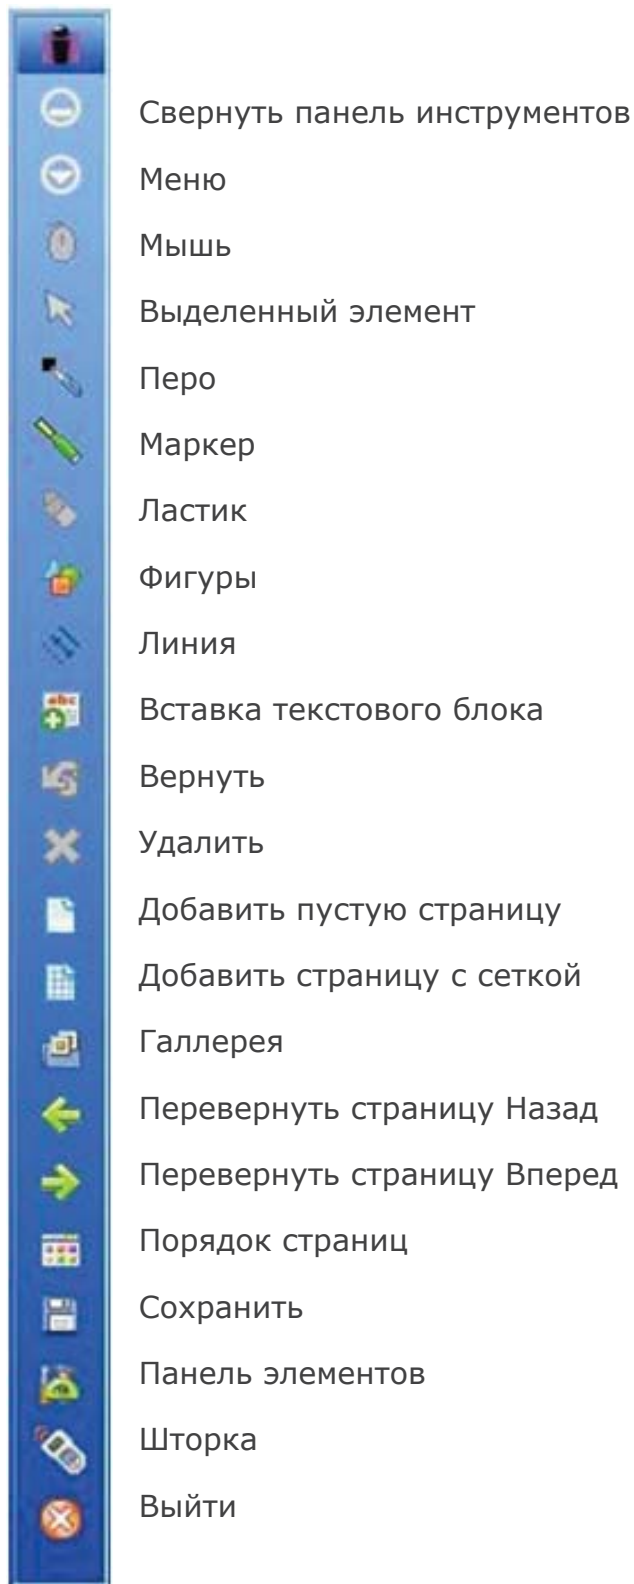 Свернуть панель инструментов
Меню
Мышь
Выделенный элемент
Перо
Маркер
Ластик
Фигуры
Линия
abc
Вставка текстового блока
Вернуть
Удалить
Добавить пустую страницу
Добавить страницу с сеткой
Галлерея
Перевернуть страницу Назад
Перевернуть страницу Вперед
Порядок страниц
Сохранить
Панель элементов
Шторка
Выйти